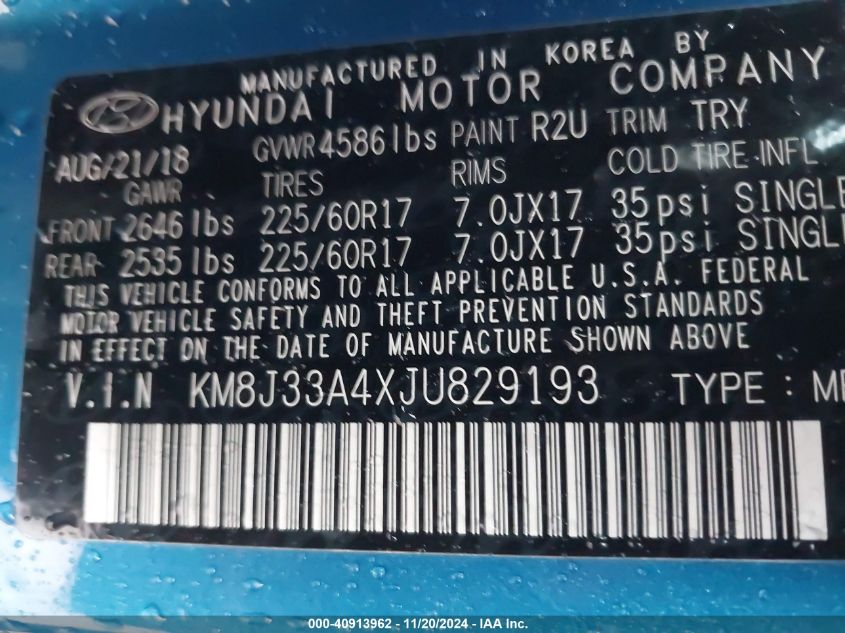 MANUFACTURED IN KOREA BY
HYUNDAI MOTOR COMPANY
AUG/21/18 GVWR 4586 lbs PAINT R2U TRIM TRY
GAWR TIRES RIMS COLD TIRE INFL
FRONT 2646 lbs 225/60R17 7.0JX17 35psi SINGLE
REAR 2535 lbs 225/60R17 7.0JX17 35psi SINGLE
THIS VEHICLE CONFORMS TO ALL APPLICABLE U.S.A. FEDERAL
MOTOR VEHICLE SAFETY AND THEFT PREVENTION STANDARDS
IN EFFECT ON THE DATE OF MANUFACTURE SHOWN ABOVE
V.I.N KM8J33A4XJU829193 TYPE : MP
000-40913962 - 11/20/2024 - IAA Inc.